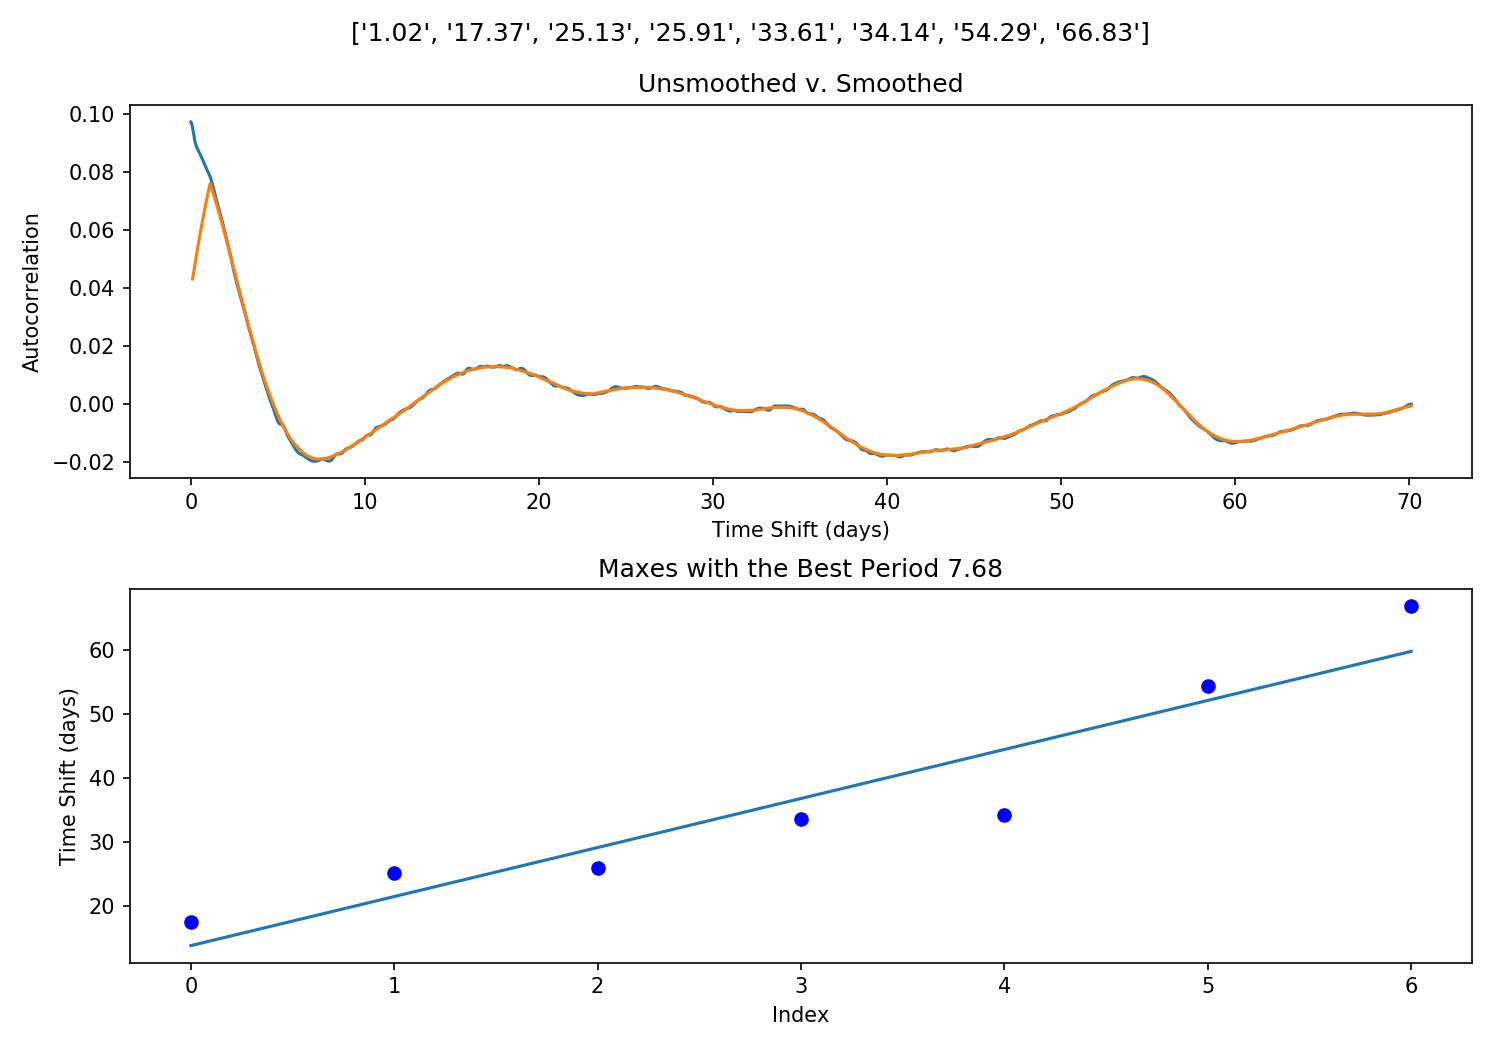 ['1.02', '17.37', '25.13', '25.91', '33.61', '34.14', '54.29', '66.83']
Unsmoothed v. Smoothed
0.10
0.08
0.06
0.04
0.02
0.00
−0.02
Autocorrelation
0 10 20 30 40 50 60 70
Time Shift (days)
Maxes with the Best Period 7.68
60
50
40
30
20
Time Shift (days)
0 1 2 3 4 5 6
Index